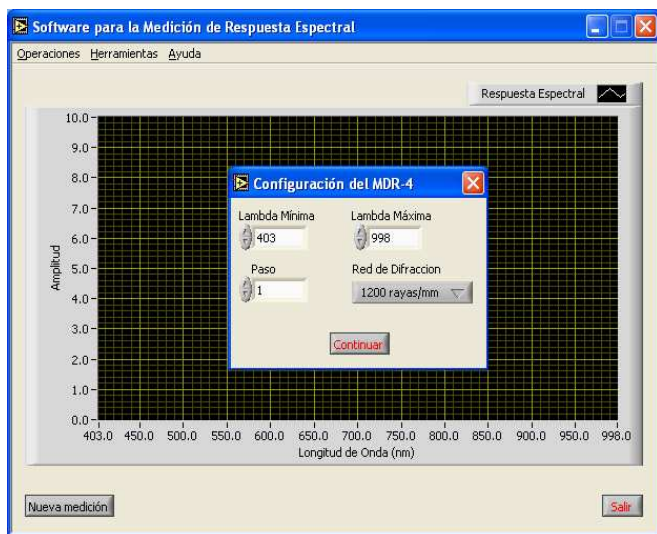 Software para la Medición de Respuesta Espectral
Operaciones Herramientas Ayuda
Respuesta Espectral
10.0
9.0
8.0
7.0
6.0
5.0
4.0
3.0
2.0
1.0
0.0
Amplitud
Configuración del MDR-4
Lambda Mínima Lambda Máxima
403 998
Paso Red de Difraccion
1 1200 rayas/mm
Continuar
403.0 450.0 500.0 550.0 600.0 650.0 700.0 750.0 800.0 850.0 900.0 950.0 998.0
Longitud de Onda (nm)
Nueva medición Salir